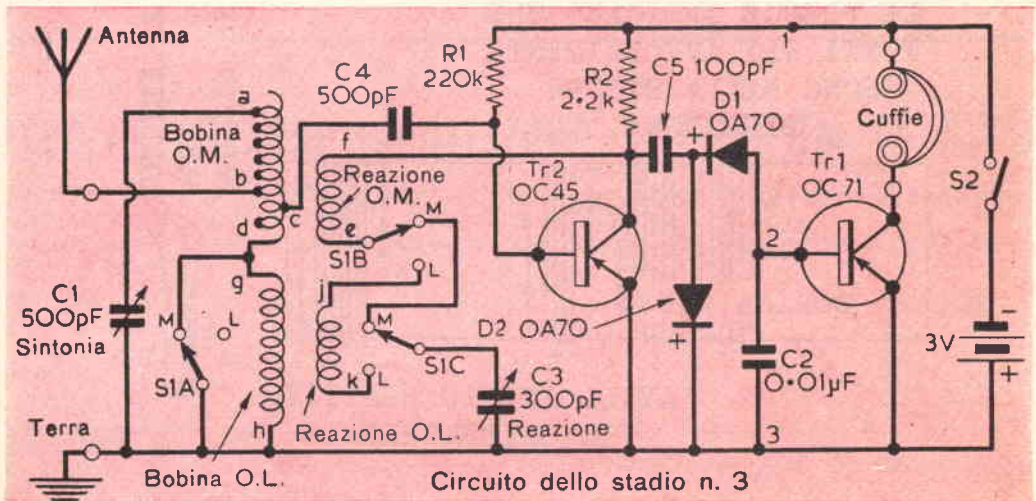 Antenna
a
Bobina
O.M.
b
d
c
C4
500pF
R1
220k
R2
2·2k
1
C5 100pF
D1
OA70
+
Cuffie
f
Reazione
O.M.
e
S1B
M
L
Tr2
OC45
Tr1
OC 71
2
S2
g
C1
500pF
Sintonia
M
L
S1A
j
M
k
L
S1C
D2 OA70
+
C2
0·01µF
3V
-
+
C3
300pF
Reazione
Terra
h
Reazione O.L.
Bobina O.L.
3
Circuito dello stadio n. 3